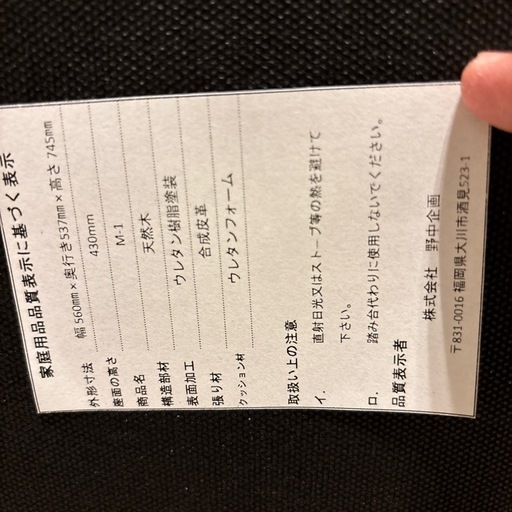 家庭用品品質表示に基づく表示
外形寸法 幅 560mm×奥行き537mm×高さ 745mm
座面の高さ 430mm
商品名 M-1
構造部材 天然木
表面加工 ウレタン樹脂塗装
張り材 合成皮革
クッション材 ウレタンフォーム
取扱い上の注意
イ. 直射日光又はストーブ等の熱を避けて
下さい。
ロ. 踏み台代わりに使用しないでください。
品質表示者
株式会社 野中企画
〒831-0016 福岡県大川市酒見523-1